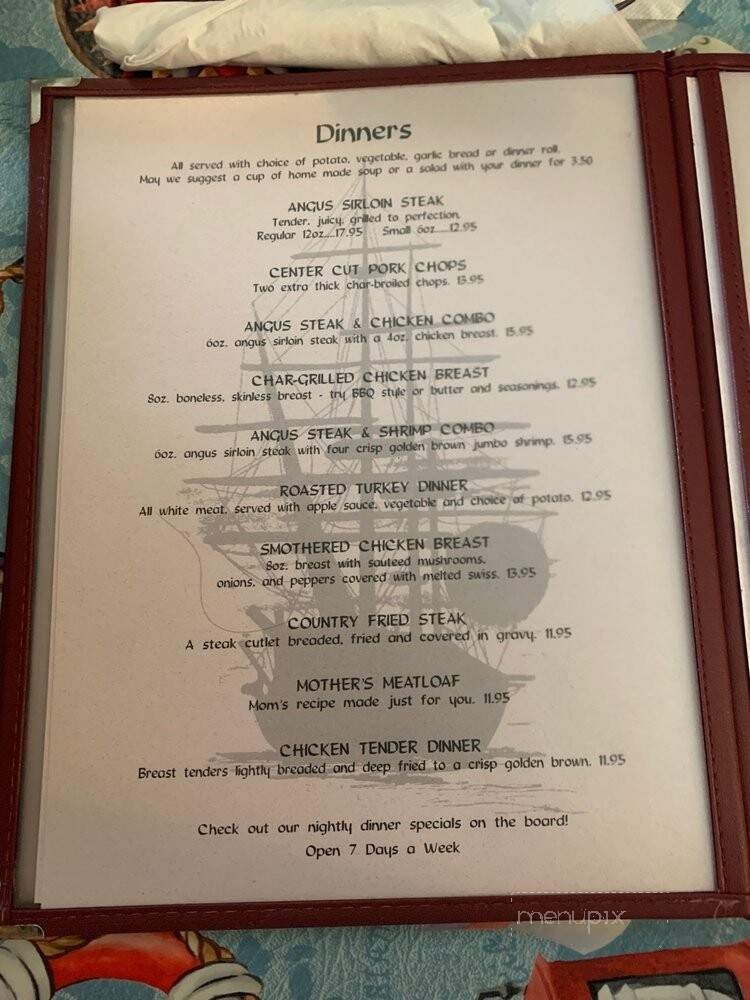 Dinners
All served with choice of potato, vegetable, garlic bread or dinner roll.
May we suggest a cup of home made soup or a salad with your dinner for 3.50
ANGUS SIRLOIN STEAK
Tender, juicy, grilled to perfection.
Regular 12oz....17.95 Small 6oz.....12.95
CENTER CUT PORK CHOPS
Two extra thick char-broiled chops. 13.95
ANGUS STEAK & CHICKEN COMBO
6oz. angus sirloin steak with a 4oz. chicken breast. 15.95
CHAR-GRILLED CHICKEN BREAST
8oz. boneless, skinless breast - try BBQ style or butter and seasonings. 12.95
ANGUS STEAK & SHRIMP COMBO
6oz. angus sirloin steak with four crisp golden brown jumbo shrimp. 15.95
ROASTED TURKEY DINNER
All white meat, served with apple sauce, vegetable and choice of potato. 12.95
SMOTHERED CHICKEN BREAST
8oz. breast with sauteed mushrooms,
onions, and peppers covered with melted swiss. 13.95
COUNTRY FRIED STEAK
A steak cutlet breaded, fried and covered in gravy. 11.95
MOTHER'S MEATLOAF
Mom's recipe made just for you. 11.95
CHICKEN TENDER DINNER
Breast tenders lightly breaded and deep fried to a crisp golden brown. 11.95
Check out our nightly dinner specials on the board!
Open 7 Days a Week
menupix